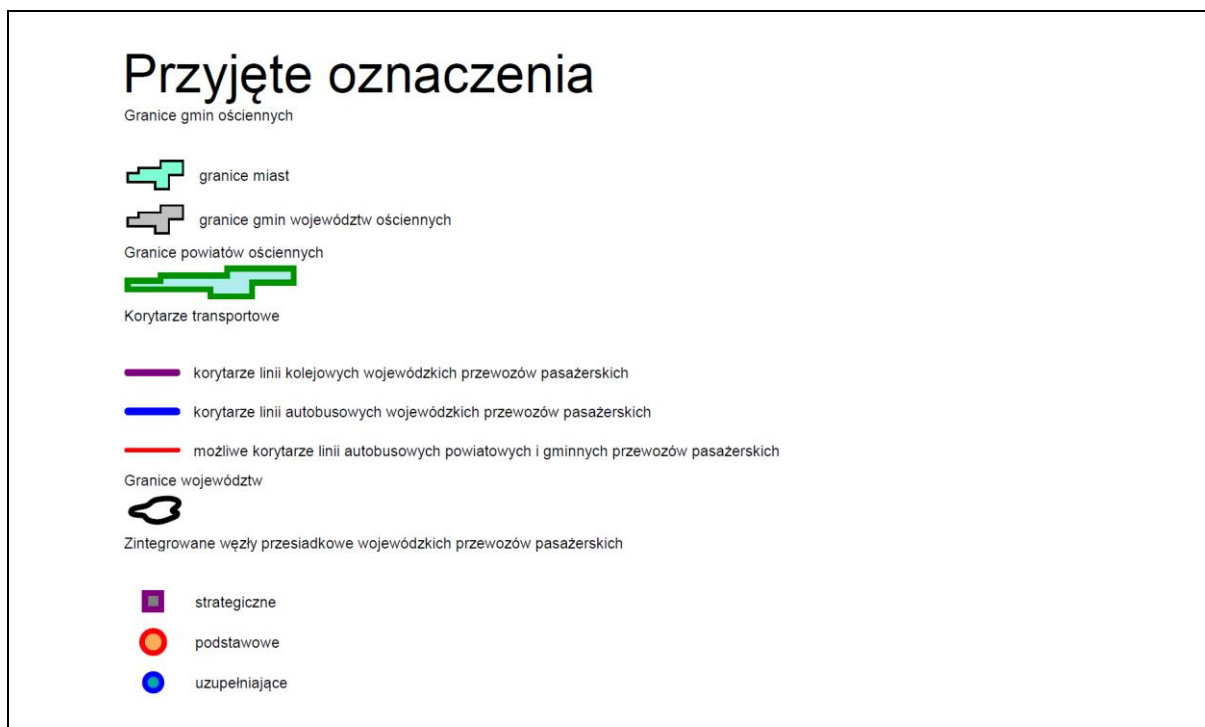 Przyjęte oznaczenia
Granice gmin ościennych
granice miast
granice gmin województw ościennych
Granice powiatów ościennych
Korytarze transportowe
korytarze linii kolejowych wojewódzkich przewozów pasażerskich
korytarze linii autobusowych wojewódzkich przewozów pasażerskich
możliwe korytarze linii autobusowych powiatowych i gminnych przewozów pasażerskich
Granice województw
Zintegrowane węzły przesiadkowe wojewódzkich przewozów pasażerskich
strategiczne
podstawowe
uzupełniające